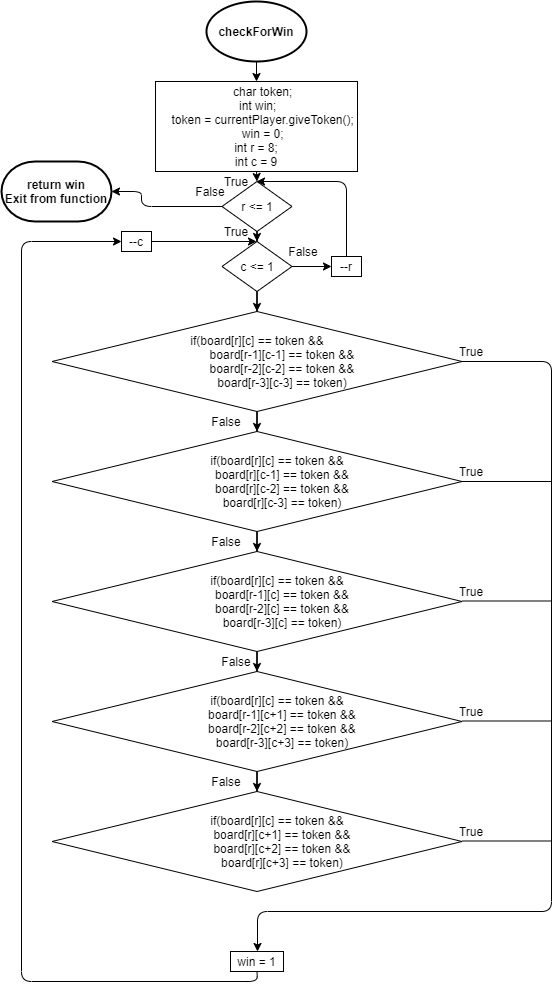 checkForWin
char token;
int win;
token = currentPlayer.giveToken();
win = 0;
int r = 8;
int c = 9
return win
Exit from function
False
True
r <= 1
True
--c
c <= 1
False
--r
if(board[r][c] == token &&
board[r-1][c-1] == token &&
board[r-2][c-2] == token &&
board[r-3][c-3] == token)
True
False
if(board[r][c] == token &&
board[r][c-1] == token &&
board[r][c-2] == token &&
board[r][c-3] == token)
True
False
if(board[r][c] == token &&
board[r-1][c] == token &&
board[r-2][c] == token &&
board[r-3][c] == token)
True
False
if(board[r][c] == token &&
board[r-1][c+1] == token &&
board[r-2][c+2] == token &&
board[r-3][c+3] == token)
True
False
if(board[r][c] == token &&
board[r][c+1] == token &&
board[r][c+2] == token &&
board[r][c+3] == token)
True
win = 1